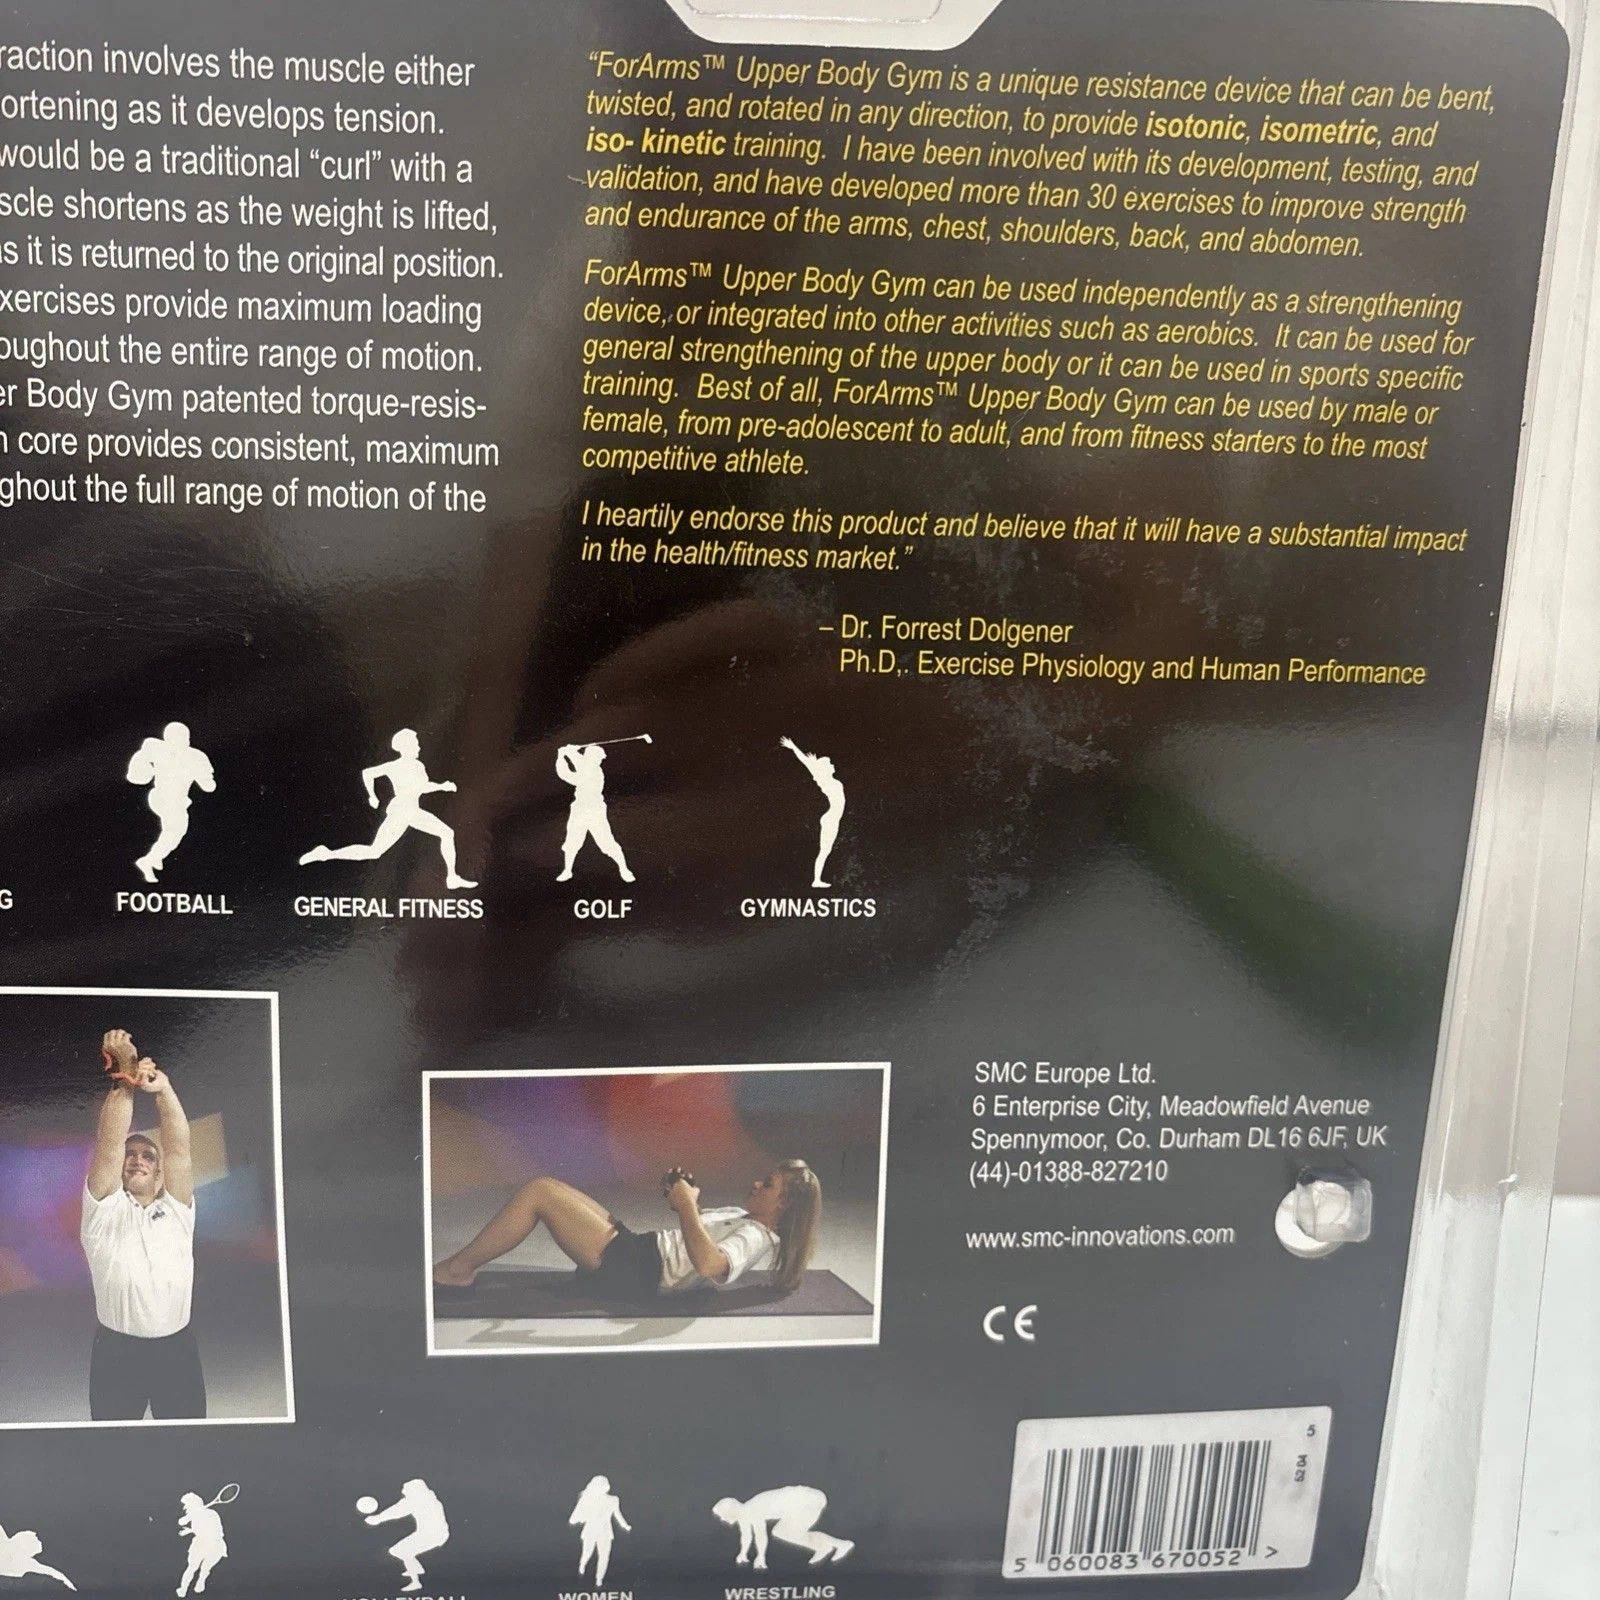 raction involves the muscle either
ortening as it develops tension.
would be a traditional “curl” with a
scle shortens as the weight is lifted,
s it is returned to the original position.
xercises provide maximum loading
oughout the entire range of motion.
er Body Gym patented torque-resis-
core provides consistent, maximum
ghout the full range of motion of the
“ForArms™ Upper Body Gym is a unique resistance device that can be bent,
twisted, and rotated in any direction, to provide isotonic, isometric, and
iso- kinetic training. I have been involved with its development, testing, and
validation, and have developed more than 30 exercises to improve strength
and endurance of the arms, chest, shoulders, back, and abdomen.
ForArms™ Upper Body Gym can be used independently as a strengthening
device, or integrated into other activities such as aerobics. It can be used for
general strengthening of the upper body or it can be used in sports specific
training. Best of all, ForArms™ Upper Body Gym can be used by male or
female, from pre-adolescent to adult, and from fitness starters to the most
competitive athlete.
I heartily endorse this product and believe that it will have a substantial impact
in the health/fitness market.”
– Dr. Forrest Dolgener
Ph.D,. Exercise Physiology and Human Performance
G
FOOTBALL
GENERAL FITNESS
GOLF
GYMNASTICS
SMC Europe Ltd.
6 Enterprise City, Meadowfield Avenue
Spennymoor, Co. Durham DL16 6JF, UK
(44)-01388-827210
www.smc-innovations.com
CE
5
5204
5 060083 670052 >
VOLLEYBALL
WOMEN
WRESTLING